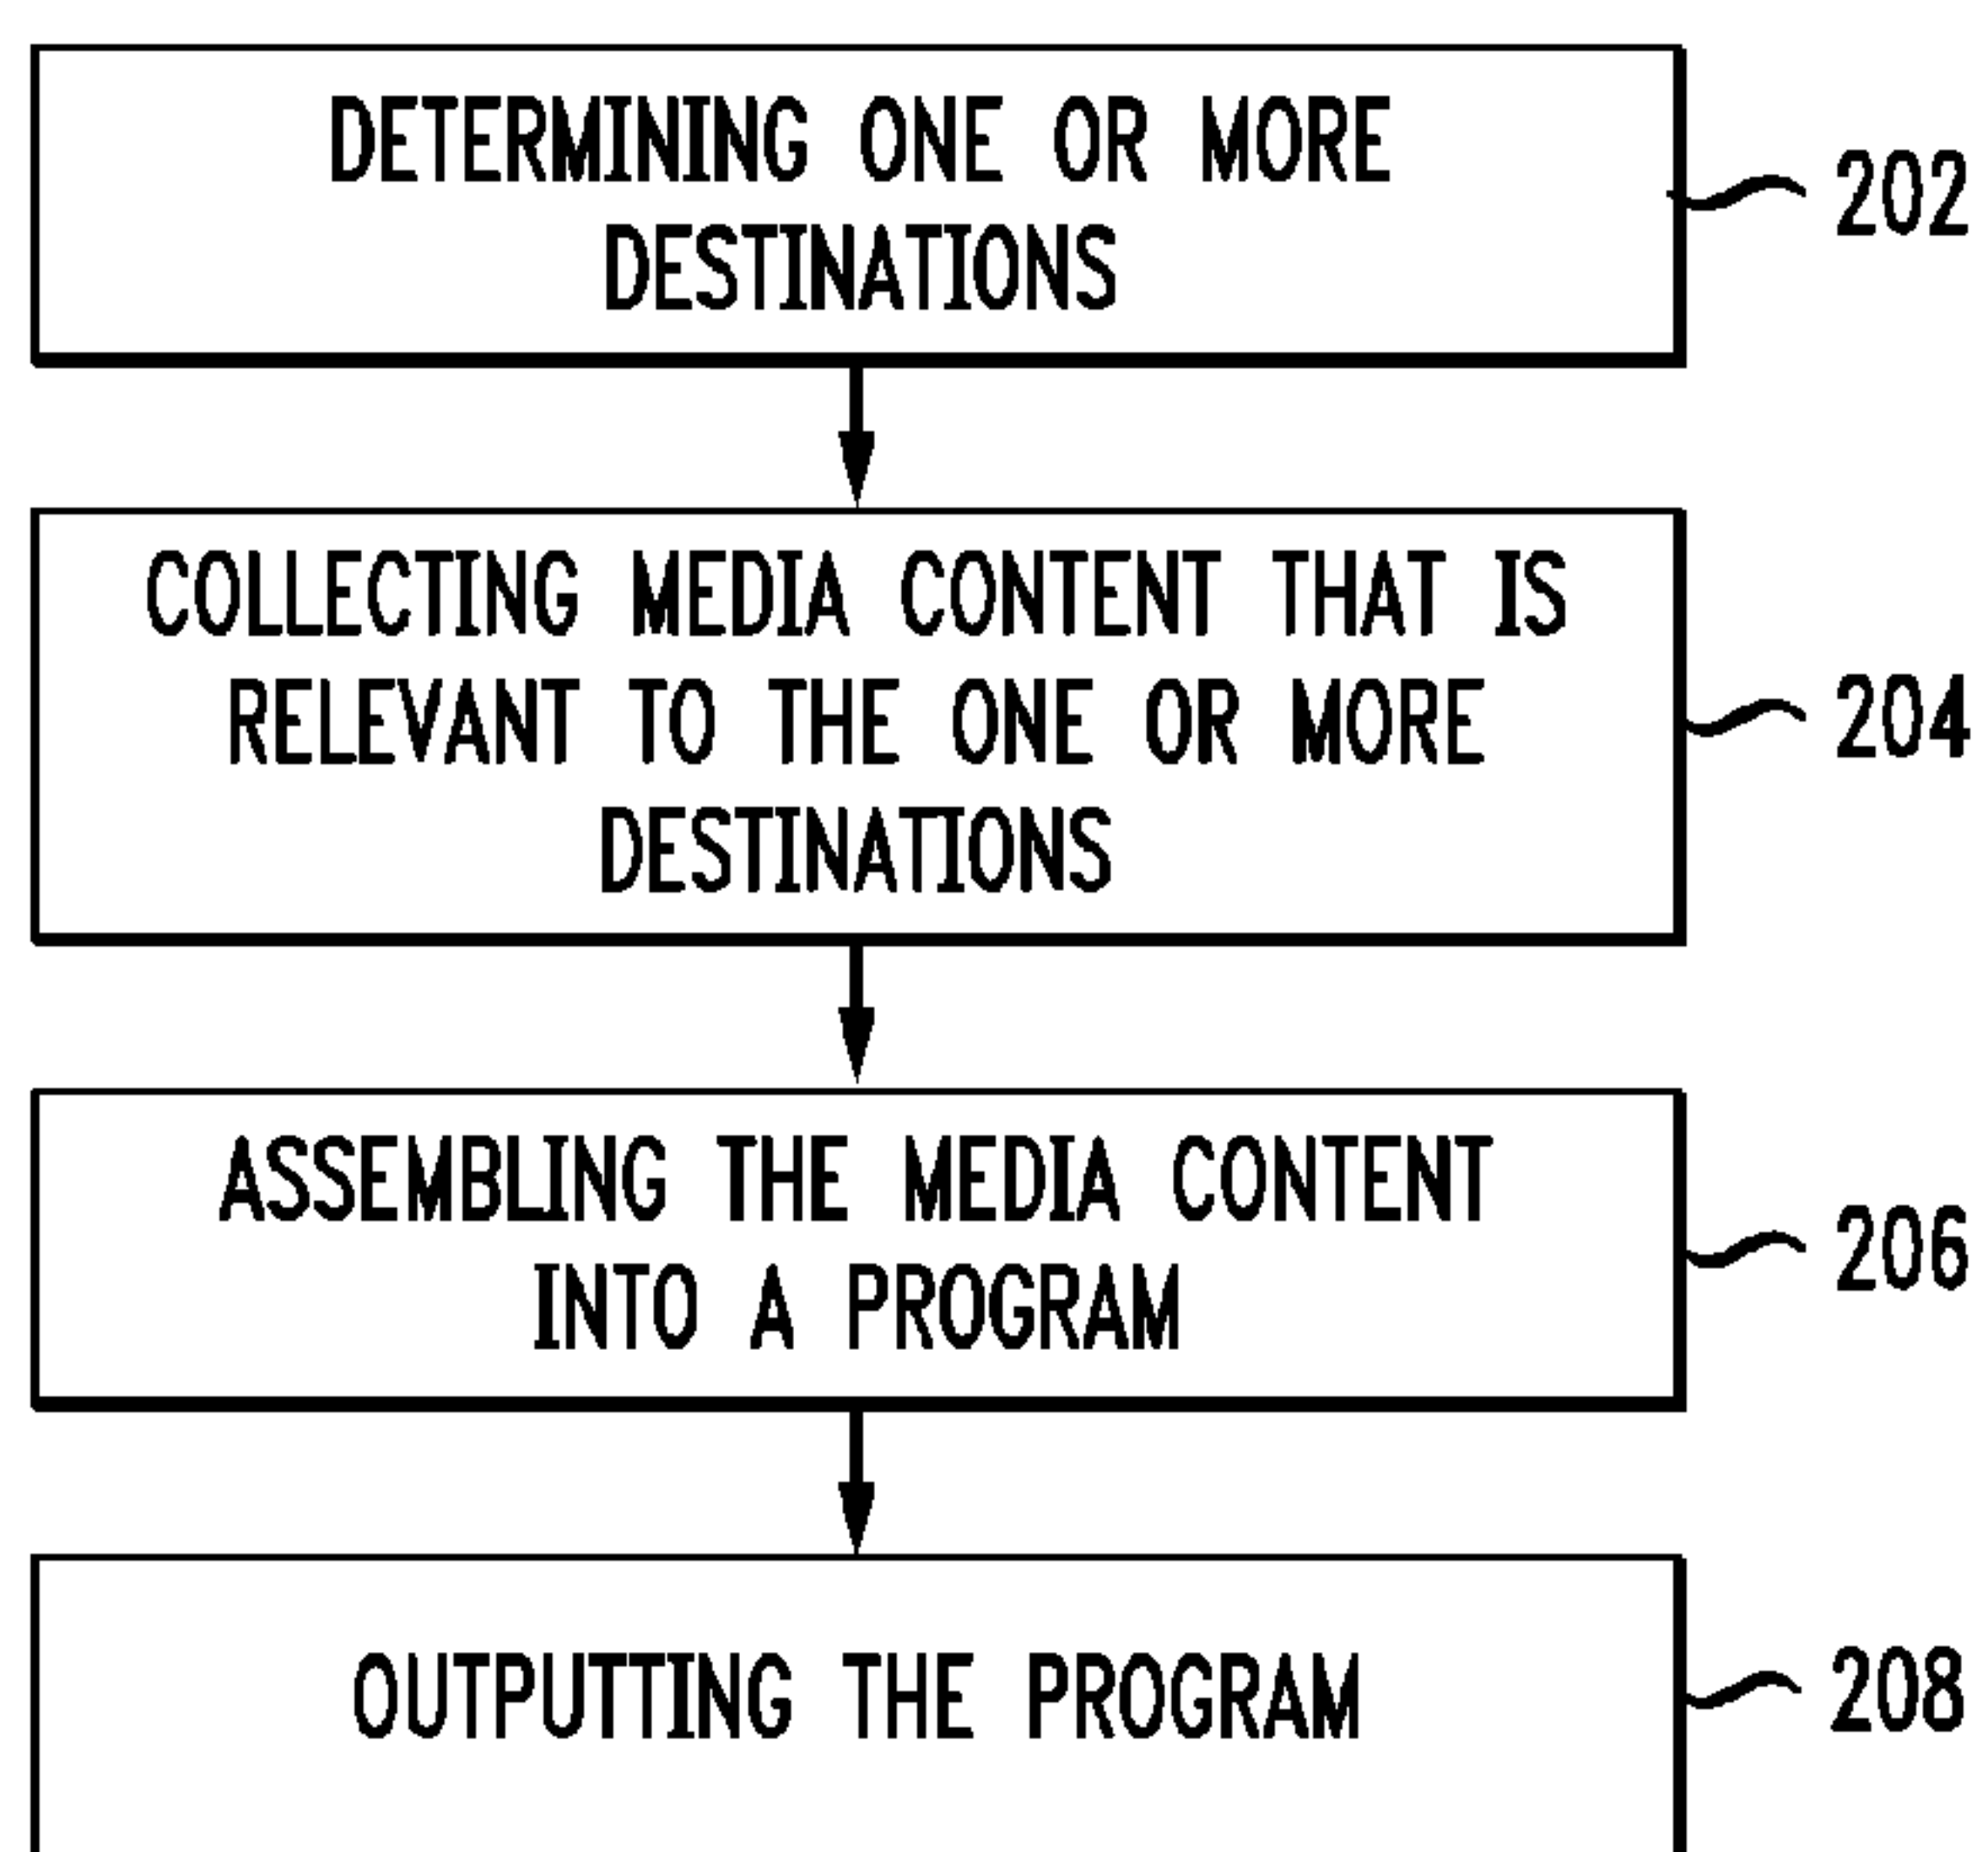 DETERMINING ONE OR MORE
DESTINATIONS
202
COLLECTING MEDIA CONTENT THAT IS
RELEVANT TO THE ONE OR MORE
DESTINATIONS
204
ASSEMBLING THE MEDIA CONTENT
INTO A PROGRAM
206
OUTPUTTING THE PROGRAM
208